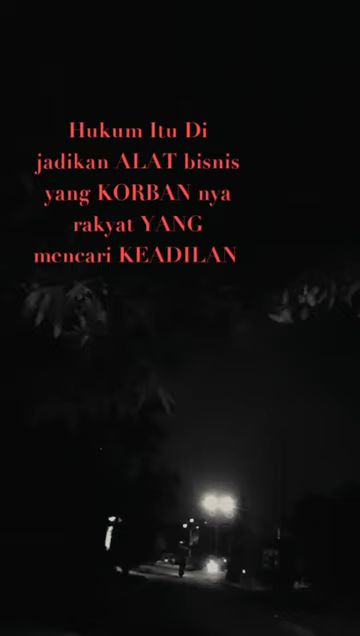 Hukum Itu Di
jadikan ALAT bisnis
yang KORBAN nya
rakyat YANG
mencari KEADILAN